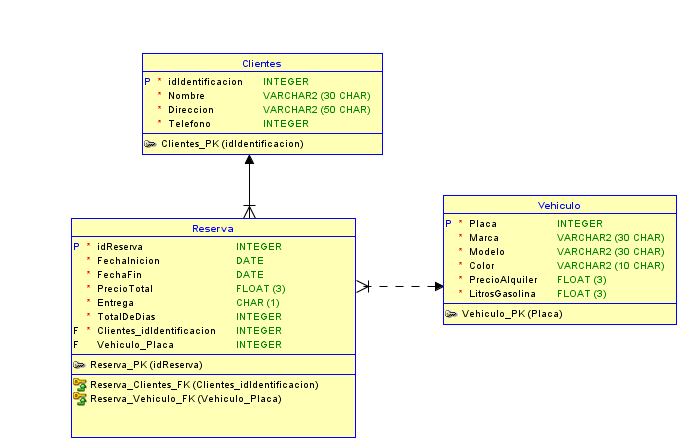 Clientes
P * idIdentificacion INTEGER
* Nombre VARCHAR2 (30 CHAR)
* Direccion VARCHAR2 (50 CHAR)
* Telefono INTEGER
Clientes_PK (idIdentificacion)
Reserva
P * idReserva INTEGER
* FechaInicion DATE
* FechaFin DATE
* PrecioTotal FLOAT (3)
* Entrega CHAR (1)
* TotalDeDias INTEGER
F * Clientes_idIdentificacion INTEGER
F Vehiculo_Placa INTEGER
Reserva_PK (idReserva)
Reserva_Clientes_FK (Clientes_idIdentificacion)
Reserva_Vehiculo_FK (Vehiculo_Placa)
Vehiculo
P * Placa INTEGER
* Marca VARCHAR2 (30 CHAR)
* Modelo VARCHAR2 (30 CHAR)
* Color VARCHAR2 (10 CHAR)
* PrecioAlquiler FLOAT (3)
* LitrosGasolina FLOAT (3)
Vehiculo_PK (Placa)